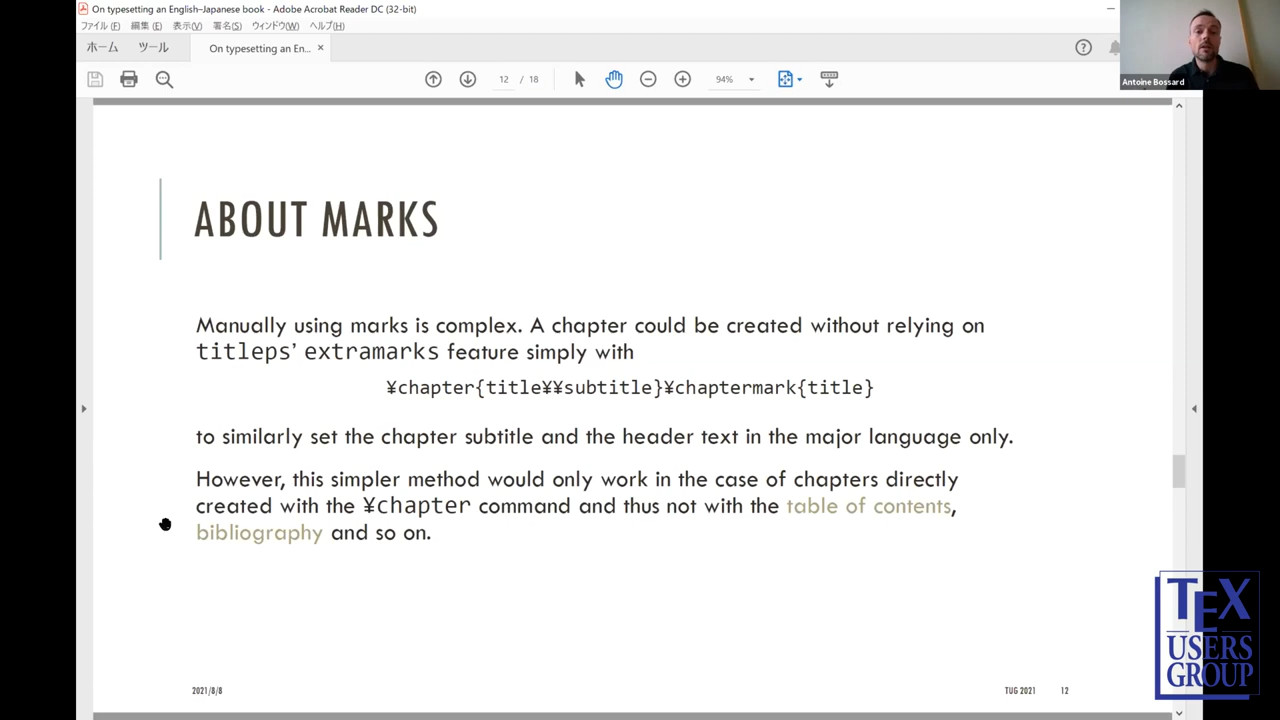 On typesetting an English–Japanese book - Adobe Acrobat Reader DC (32-bit)
ファイル(F) 編集(E) 表示(V) 署名(S) ウィンドウ(W) ヘルプ(H)
ホーム ツール On typesetting an En... ×
12 / 18 94%
Antoine Bossard
ABOUT MARKS
Manually using marks is complex. A chapter could be created without relying on
titleps’ extramarks feature simply with
¥chapter{title¥¥subtitle}¥chaptermark{title}
to similarly set the chapter subtitle and the header text in the major language only.
However, this simpler method would only work in the case of chapters directly
created with the ¥chapter command and thus not with the table of contents,
bibliography and so on.
TEX
USERS
GROUP
2021/8/8 TUG 2021 12